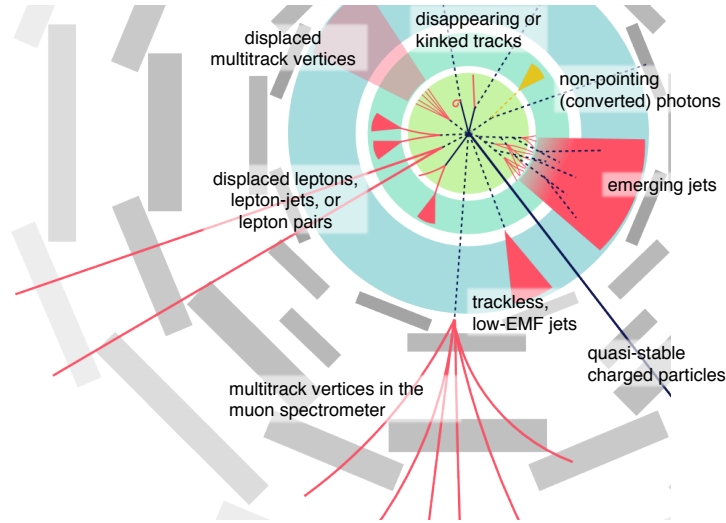 disappearing or
kinked tracks
displaced
multitrack vertices
non-pointing
(converted) photons
displaced leptons,
lepton-jets, or
lepton pairs
emerging jets
trackless,
low-EMF jets
quasi-stable
charged particles
multitrack vertices in the
muon spectrometer